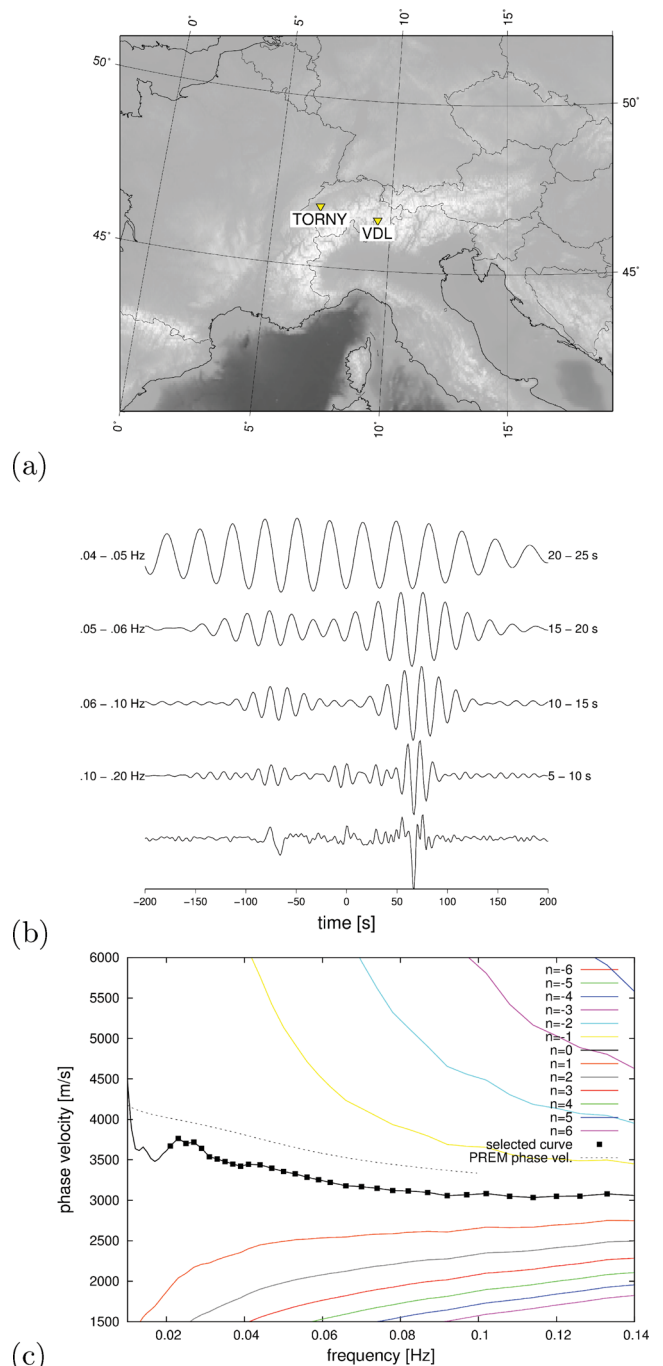 0° 5° 10° 15°
50°
50°
TORNY
VDL
45°
45°
0° 5° 10° 15°
(a)
.04 – .05 Hz 20 – 25 s
.05 – .06 Hz 15 – 20 s
.06 – .10 Hz 10 – 15 s
.10 – .20 Hz 5 – 10 s
−200 −150 −100 −50 0 50 100 150 200
time [s]
(b)
6000
5500
5000
4500
4000
3500
3000
2500
2000
1500
phase velocity [m/s]
n=-6
n=-5
n=-4
n=-3
n=-2
n=-1
n=0
n=1
n=2
n=3
n=4
n=5
n=6
selected curve
PREM phase vel.
0.02 0.04 0.06 0.08 0.1 0.12 0.14
frequency [Hz]
(c)